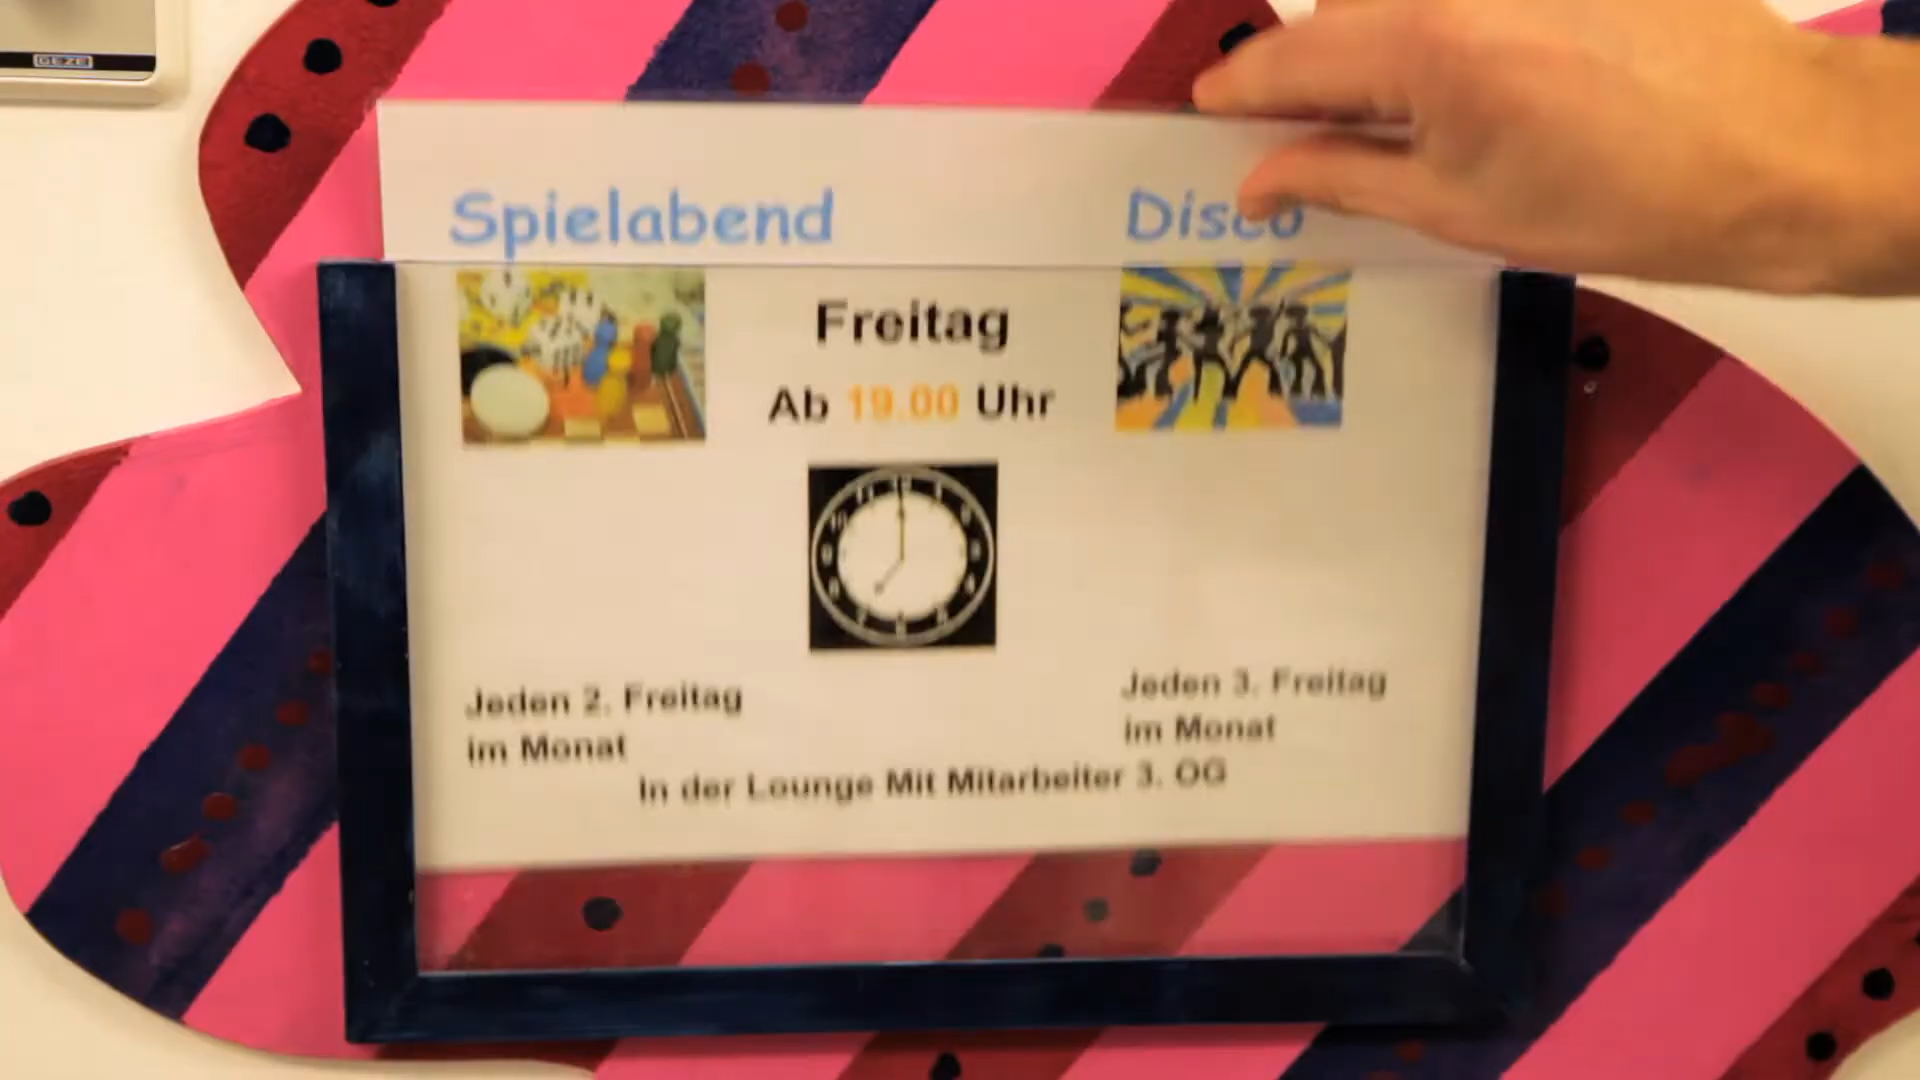 GEZE
Spielabend
Disco
Freitag
Ab 19.00 Uhr
Jeden 2. Freitag
im Monat
Jeden 3. Freitag
im Monat
In der Lounge Mit Mitarbeiter 3. OG